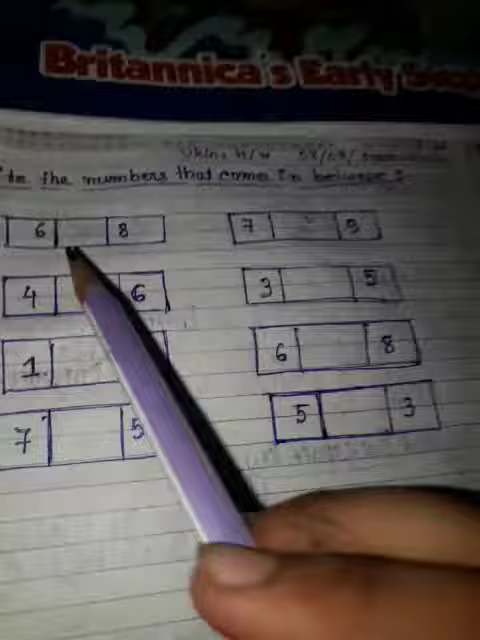 Britannica's Early
te the numbers that come in between :
6 8 7 9
4 6 3 5
1 6 8
7 5 5 3